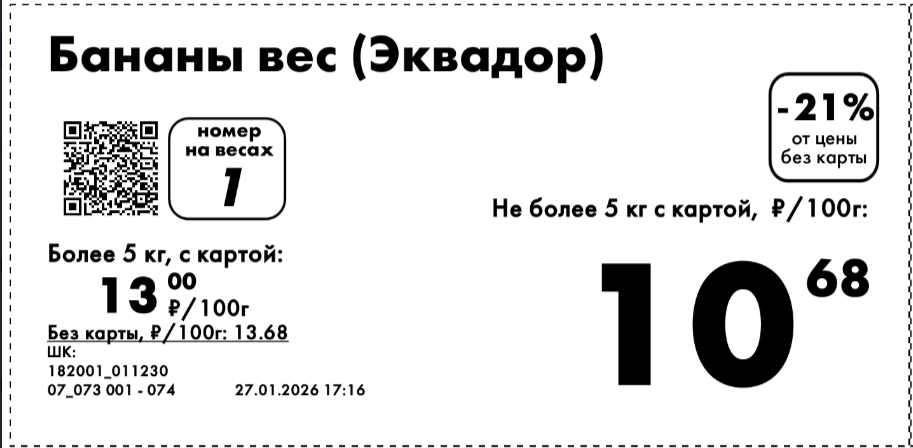 Бананы вес (Эквадор)
-21%
от цены
без карты
номер
на весах
1
Не более 5 кг с картой, ₽/100г:
10 68
Более 5 кг, с картой:
13 00
₽/100г
Без карты, ₽/100г: 13.68
ШК:
182001_011230
07_073 001 - 074 27.01.2026 17:16